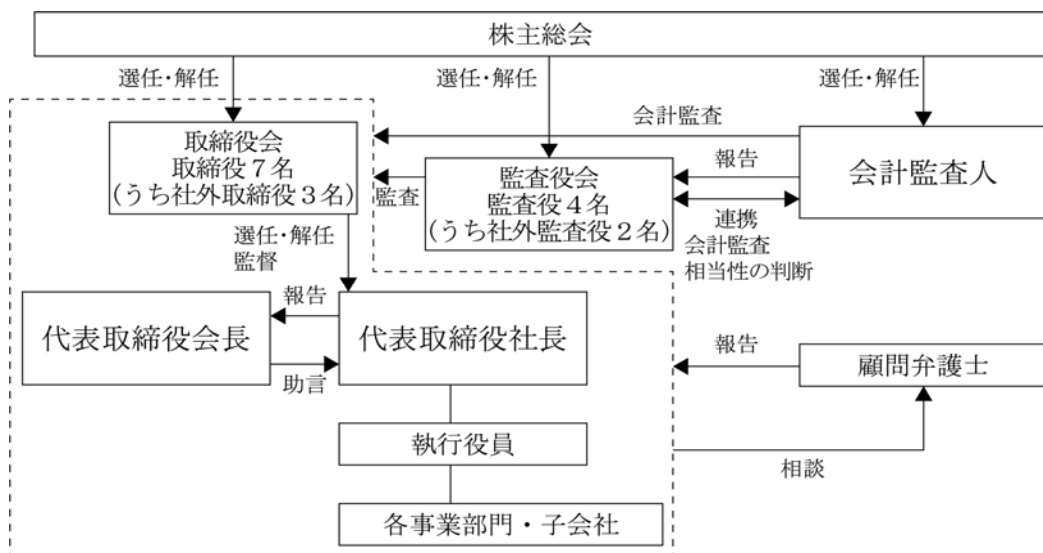 株主総会
選任・解任
選任・解任
選任・解任
会計監査
取締役会
取締役7名
(うち社外取締役3名)
監査
監査役会
監査役4名
(うち社外監査役2名)
報告
会計監査人
連携
会計監査
相当性の判断
選任・解任
監督
代表取締役会長
報告
助言
代表取締役社長
報告
顧問弁護士
相談
執行役員
各事業部門・子会社